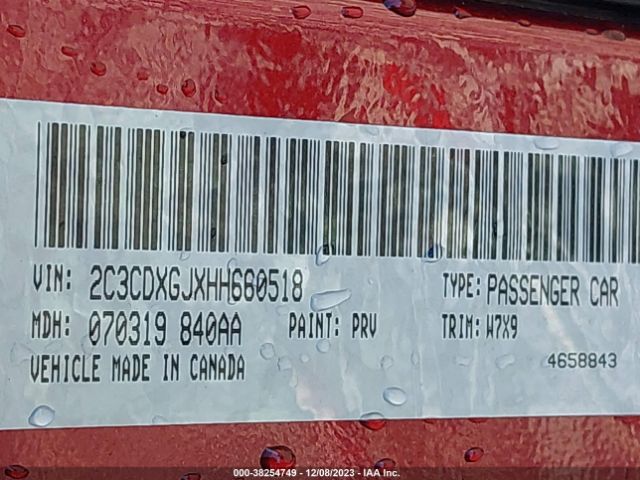 VIN: 2C3CDXGJXHH660518 TYPE: PASSENGER CAR
MDH: 070319 840AA PAINT: PRV TRIM: W7X9
VEHICLE MADE IN CANADA 4658843
000-38254749 - 12/08/2023 - IAA Inc.